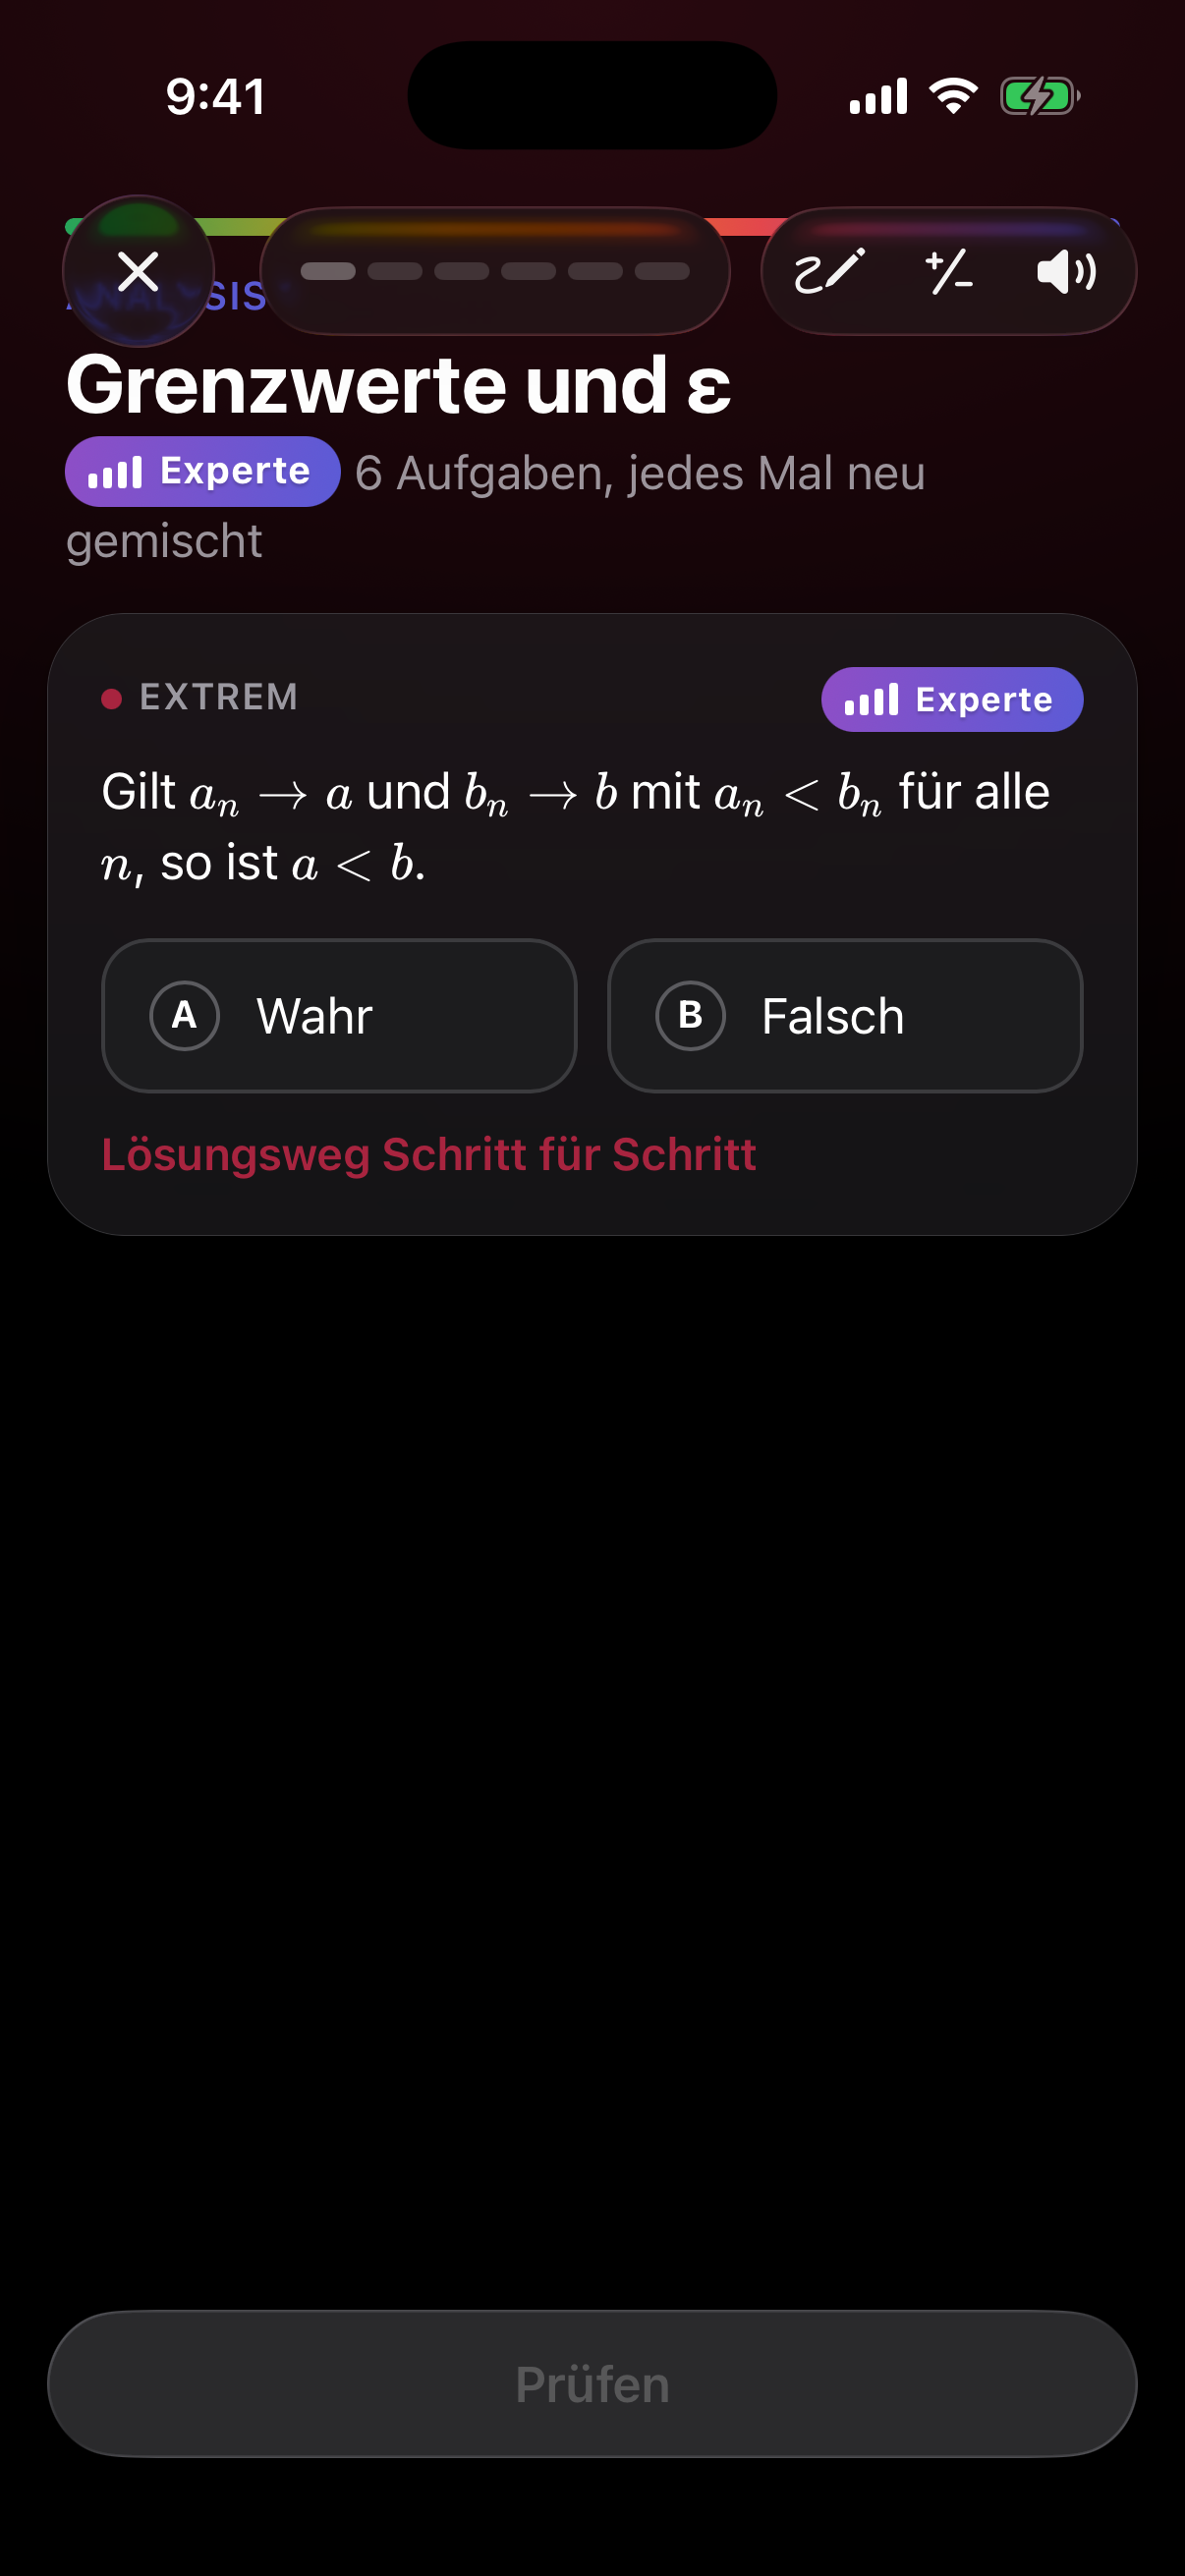 9:41
Grenzwerte und ε
Experte 6 Aufgaben, jedes Mal neu
gemischt
EXTREM
Experte
Gilt aₙ → a und bₙ → b mit aₙ < bₙ für alle
n, so ist a < b.
A Wahr
B Falsch
Lösungsweg Schritt für Schritt
Prüfen